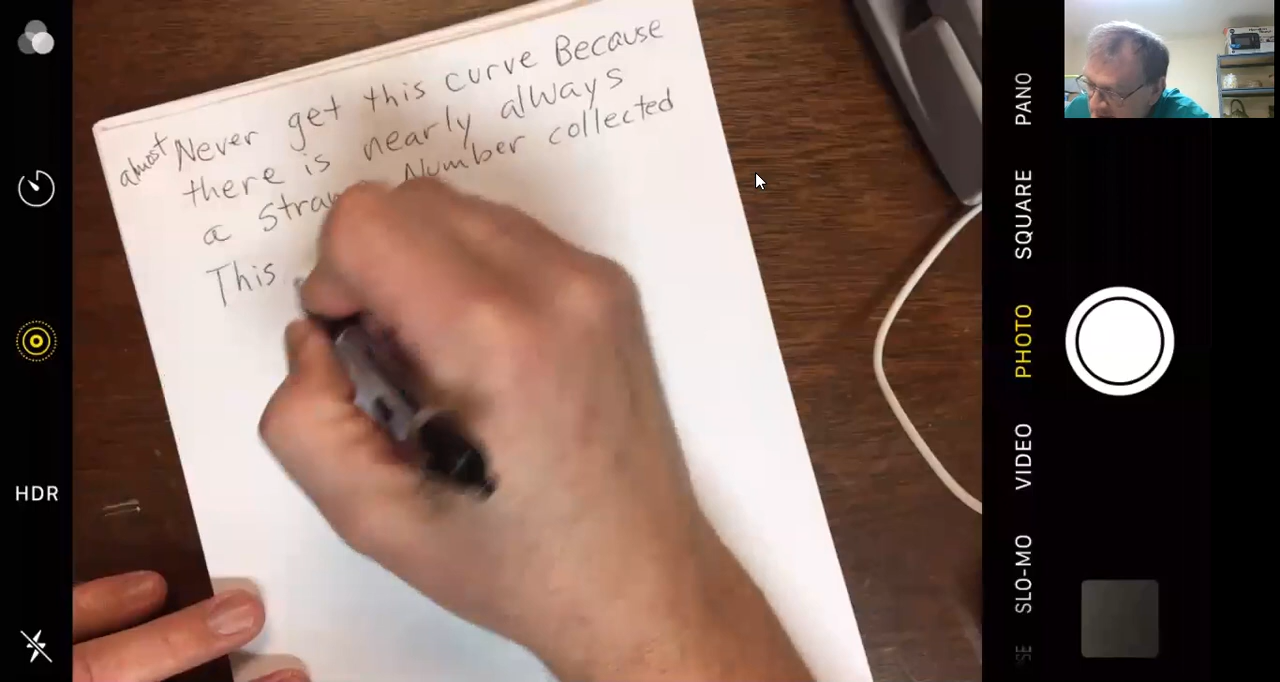 almost Never get this curve Because
there is nearly always
a Number collected
This
HDR
PANO
SQUARE
PHOTO
VIDEO
SLO-MO
SE